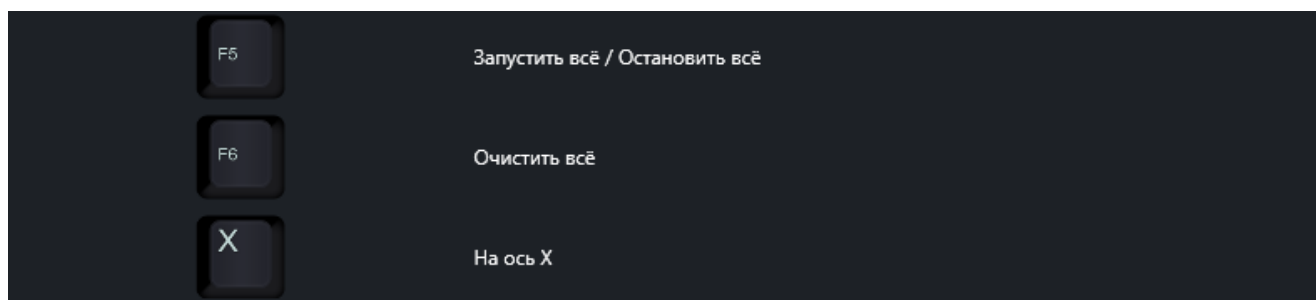 F5 Запустить всё / Остановить всё
F6 Очистить всё
X На ось X